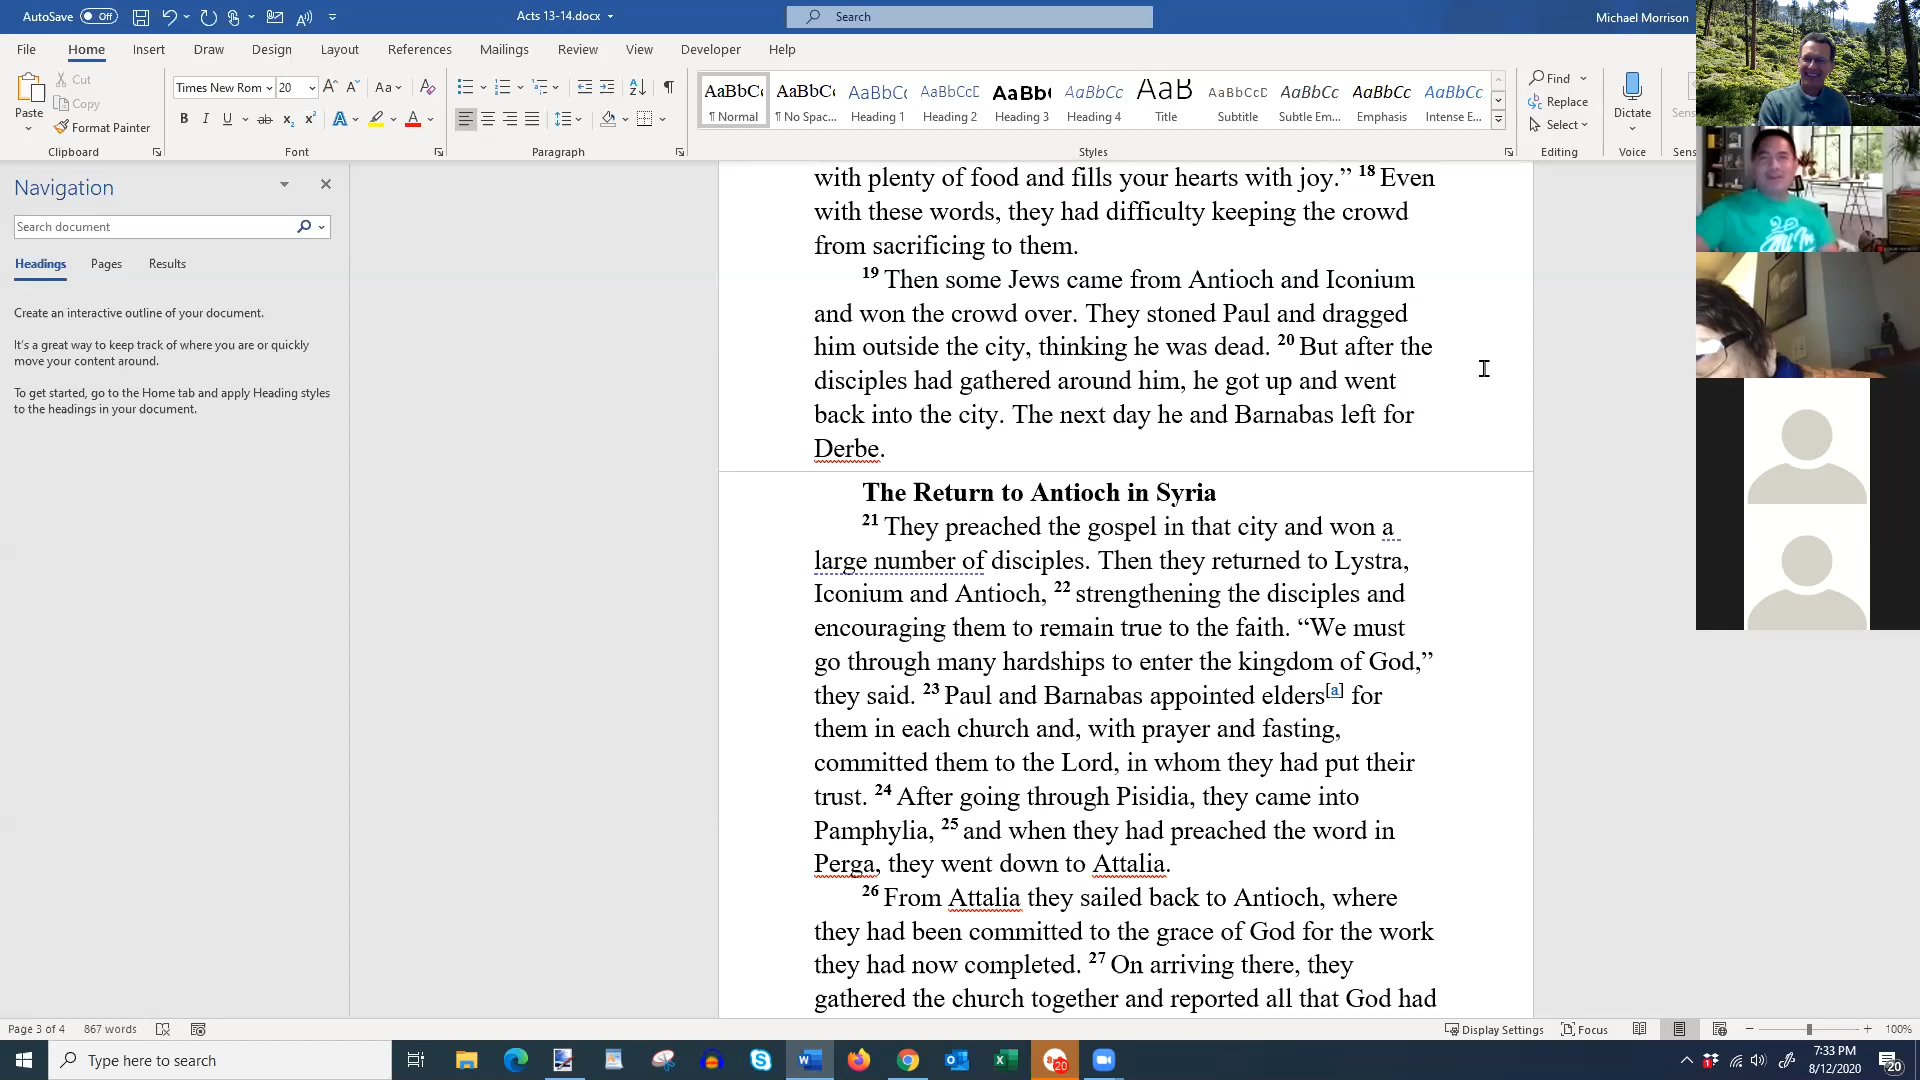 AutoSave Off
Acts 13-14.docx
Search
Michael Morrison
File Home Insert Draw Design Layout References Mailings Review View Developer Help
Paste
Cut
Copy
Format Painter
Clipboard
Times New Rom 20
Font
Paragraph
AaBbCc AaBbCc AaBbCc AaBbCcD AaBbC AaBbCc AaB AaBbCcD AaBbCc AaBbCc AaBbCc
¶ Normal ¶ No Spac... Heading 1 Heading 2 Heading 3 Heading 4 Title Subtitle Subtle Em... Emphasis Intense E...
Styles
Find
Replace
Select
Editing
Dictate
Voice
Sens
Navigation
Search document
Headings Pages Results
Create an interactive outline of your document.
It's a great way to keep track of where you are or quickly
move your content around.
To get started, go to the Home tab and apply Heading styles
to the headings in your document.
with plenty of food and fills your hearts with joy.” 18 Even
with these words, they had difficulty keeping the crowd
from sacrificing to them.
19 Then some Jews came from Antioch and Iconium
and won the crowd over. They stoned Paul and dragged
him outside the city, thinking he was dead. 20 But after the
disciples had gathered around him, he got up and went
back into the city. The next day he and Barnabas left for
Derbe.
The Return to Antioch in Syria
21 They preached the gospel in that city and won a
large number of disciples. Then they returned to Lystra,
Iconium and Antioch, 22 strengthening the disciples and
encouraging them to remain true to the faith. “We must
go through many hardships to enter the kingdom of God,”
they said. 23 Paul and Barnabas appointed elders[a] for
them in each church and, with prayer and fasting,
committed them to the Lord, in whom they had put their
trust. 24 After going through Pisidia, they came into
Pamphylia, 25 and when they had preached the word in
Perga, they went down to Attalia.
26 From Attalia they sailed back to Antioch, where
they had been committed to the grace of God for the work
they had now completed. 27 On arriving there, they
gathered the church together and reported all that God had
Page 3 of 4 867 words
Display Settings Focus 100%
Type here to search
7:33 PM
8/12/2020
20